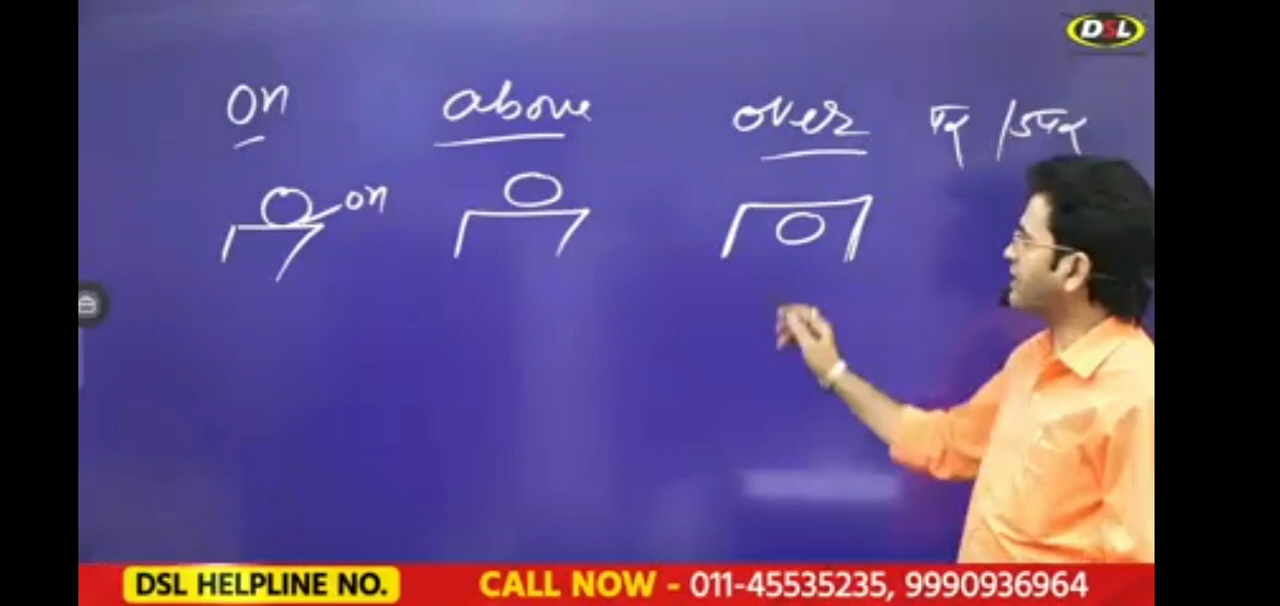 DSL
on above over पर /ऊपर
on
DSL HELPLINE NO. CALL NOW - 011-45535235, 9990936964